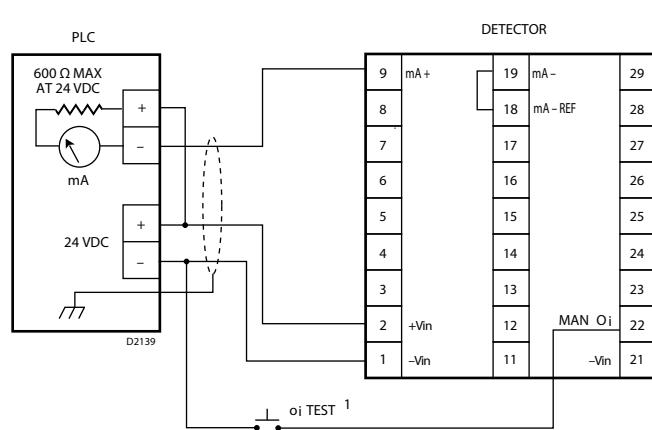 PLC
DETECTOR
600 Ω MAX
AT 24 VDC
+
–
mA
24 VDC
+
–
D2139
9 mA+
8
7
6
5
4
3
2 +Vin
1 –Vin
19 mA–
18 mA–REF
17
16
15
14
13
12
11
29
28
27
26
25
24
23
MAN Oi 22
–Vin 21
oi TEST 1